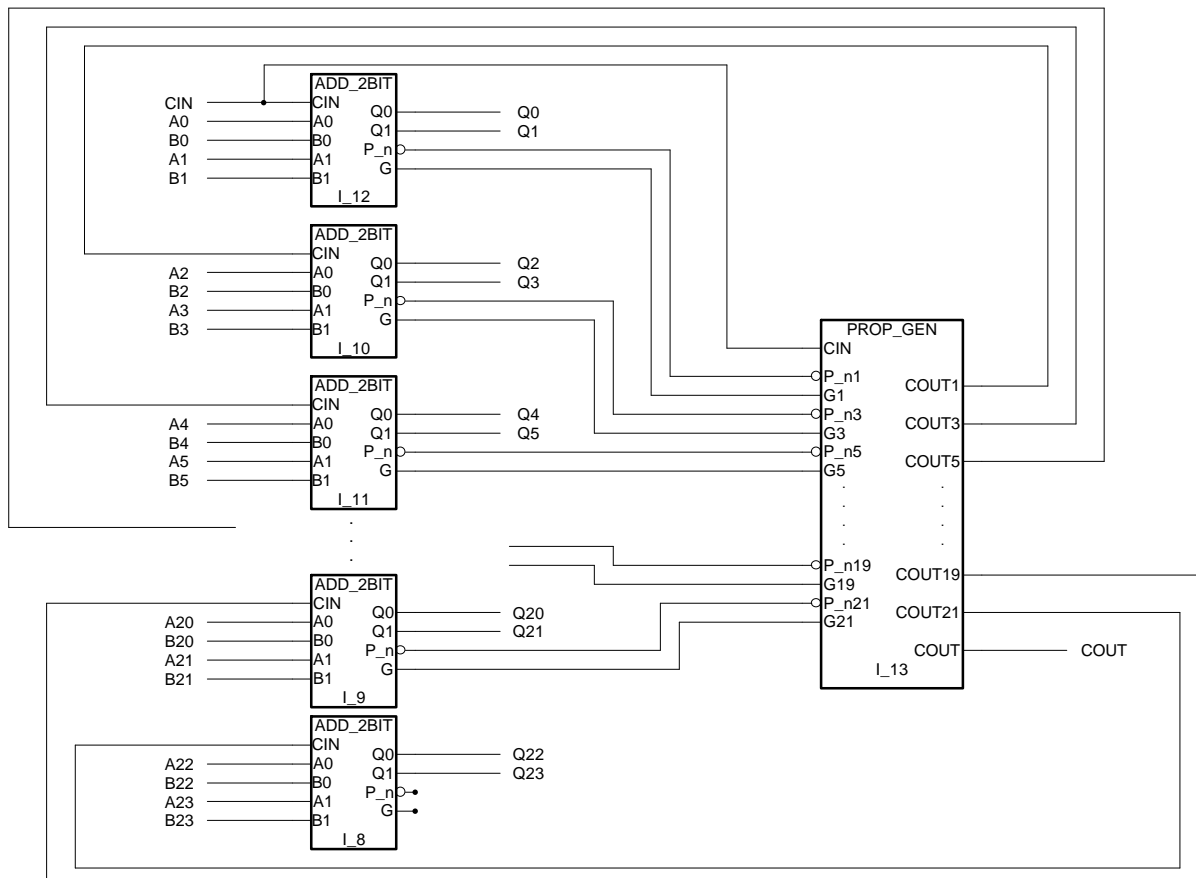 ADD_2BIT
CIN CIN Q0 Q0
A0 A0 Q1 Q1
B0 B0 P_n
A1 A1 G
B1 B1
I_12
ADD_2BIT
CIN Q0 Q2
A2 A0 Q1 Q3
B2 B0 P_n
A3 A1 G
B3 B1
I_10
ADD_2BIT
CIN Q0 Q4
A4 A0 Q1 Q5
B4 B0 P_n
A5 A1 G
B5 B1
I_11
. . .
ADD_2BIT
CIN Q0 Q20
A20 A0 Q1 Q21
B20 B0 P_n
A21 A1 G
B21 B1
I_9
ADD_2BIT
CIN Q0 Q22
A22 A0 Q1 Q23
B22 B0 P_n
A23 A1 G
B23 B1
I_8
PROP_GEN
CIN
P_n1 COUT1
G1
P_n3 COUT3
G3
P_n5 COUT5
G5
. .
. .
. .
. .
P_n19 COUT19
G19
P_n21 COUT21
G21
COUT COUT
I_13